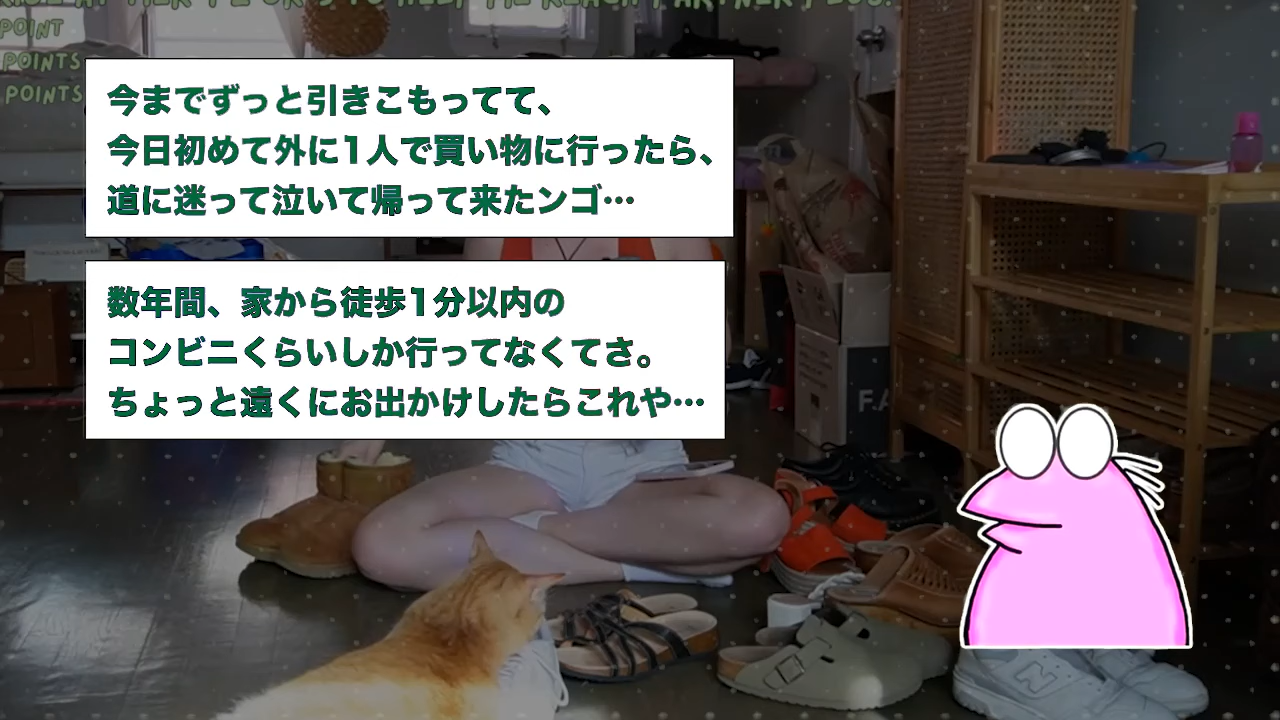 POINT
POINTS
POINTS
今までずっと引きこもってて、
今日初めて外に1人で買い物に行ったら、
道に迷って泣いて帰って来たンゴ…
数年間、家から徒歩1分以内の
コンビニくらいしか行ってなくてさ。
ちょっと遠くにお出かけしたらこれや…
F.A
N